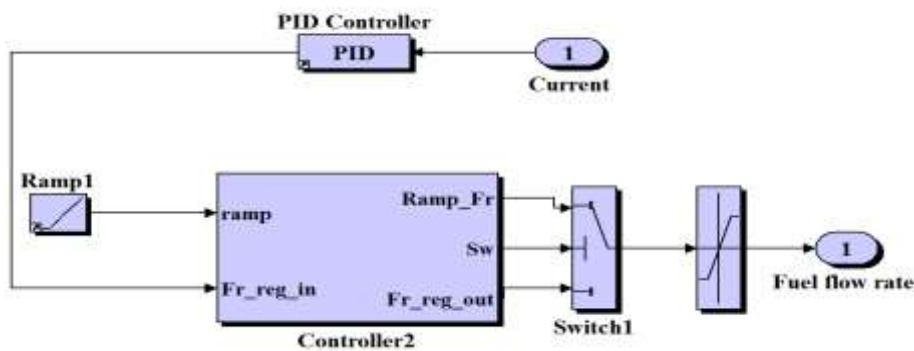 PID Controller
PID
1
Current
Ramp1
ramp
Fr_reg_in
Ramp_Fr
Sw
Fr_reg_out
Controller2
Switch1
1
Fuel flow rate